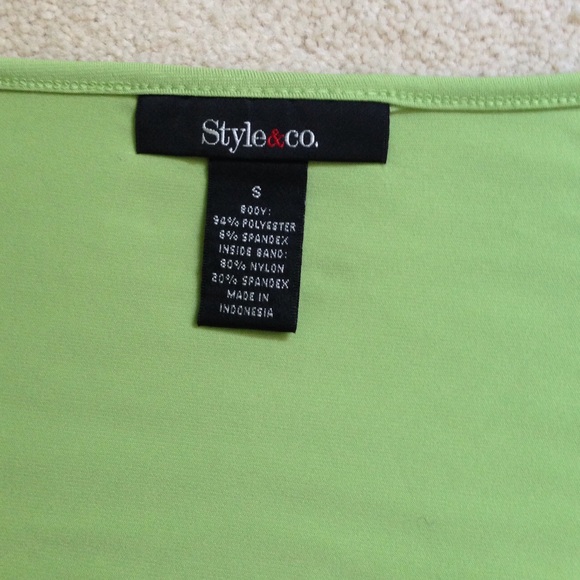 Style&co.
S
BODY:
94% POLYESTER
6% SPANDEX
INSIDE BAND:
80% NYLON
20% SPANDEX
MADE IN
INDONESIA